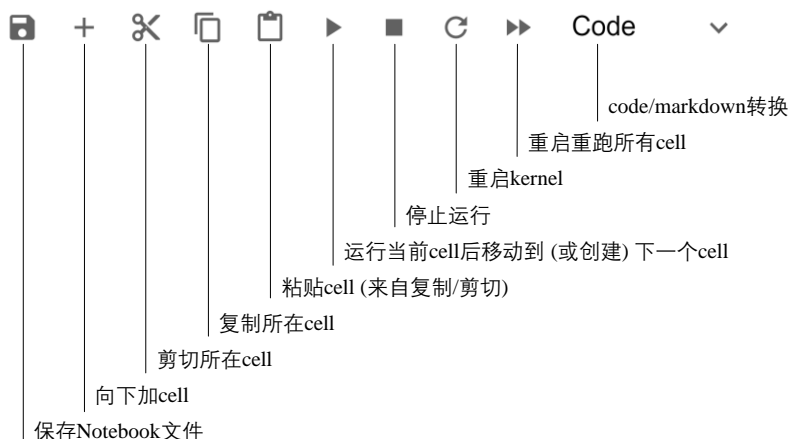 Code
code/markdown转换
重启重跑所有cell
重启kernel
停止运行
运行当前cell后移动到 (或创建) 下一个cell
粘贴cell (来自复制/剪切)
复制所在cell
剪切所在cell
向下加cell
保存Notebook文件